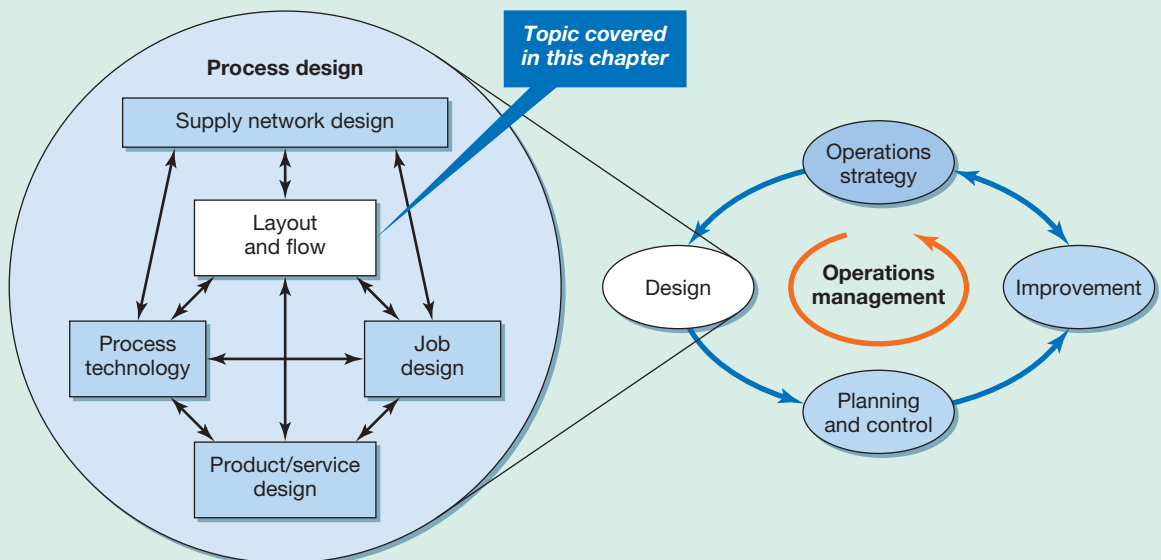 Topic covered
in this chapter
Process design
Supply network design
Layout
and flow
Process
technology
Job
design
Product/service
design
Operations
strategy
Design
Operations
management
Improvement
Planning
and control